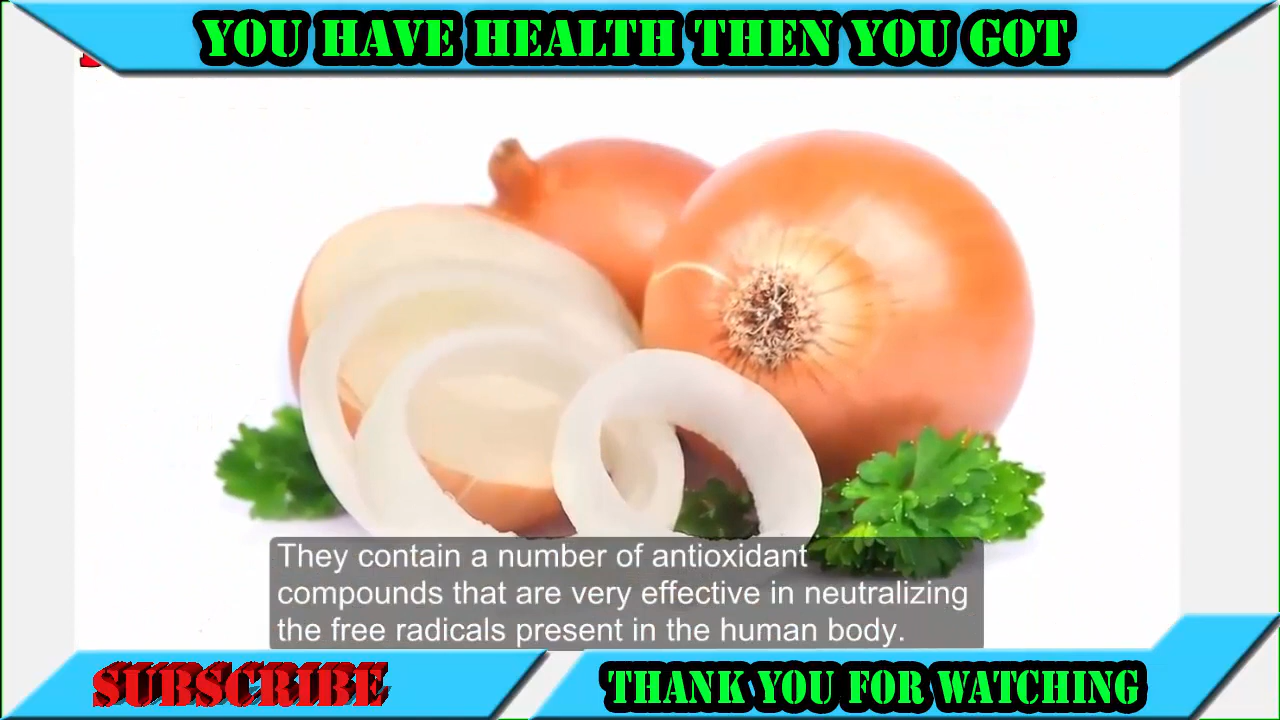 YOU HAVE HEALTH THEN YOU GOT
They contain a number of antioxidant
compounds that are very effective in neutralizing
the free radicals present in the human body.
SUBSCRIBE
THANK YOU FOR WATCHING